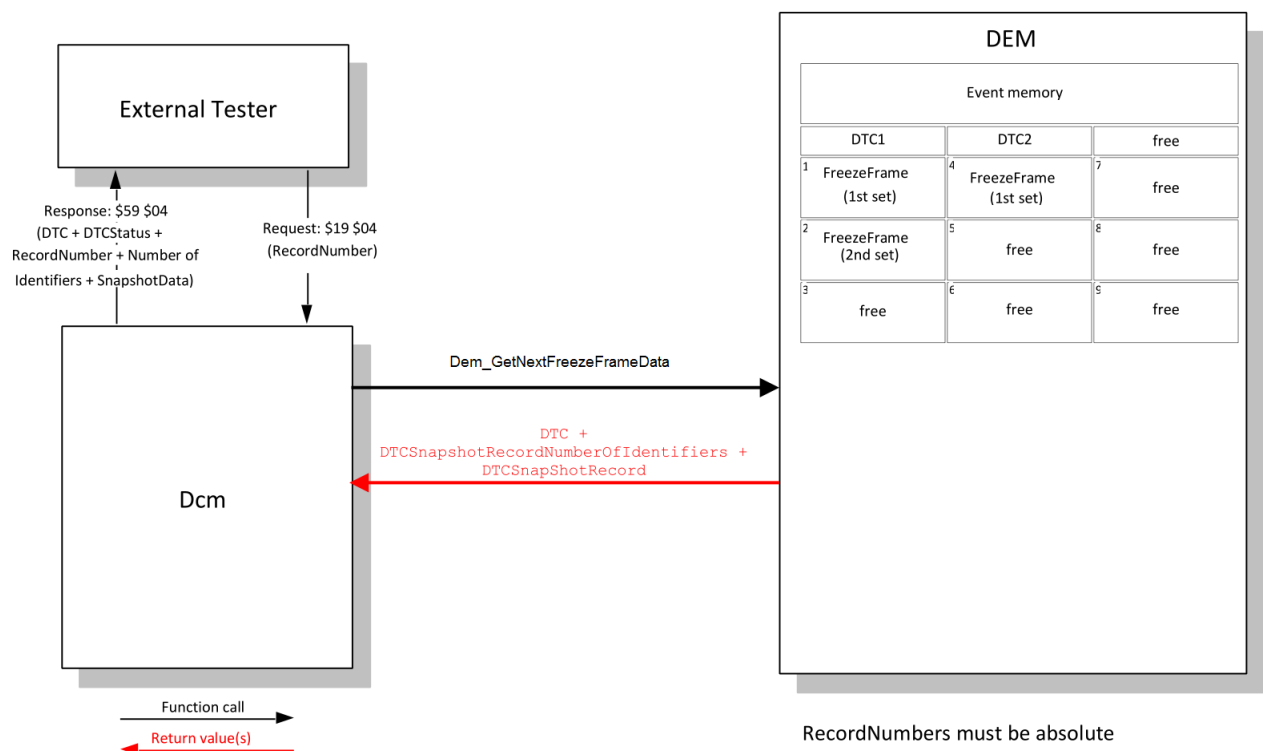 DEM
Event memory
External Tester
DTC1
DTC2
free
1
FreezeFrame
(1st set)
4
FreezeFrame
(1st set)
7
free
Response: $59 $04
(DTC + DTCStatus +
RecordNumber + Number of
Identifiers + SnapshotData)
Request: $19 $04
(RecordNumber)
2
FreezeFrame
(2nd set)
5
free
8
free
3
free
6
free
9
free
Dem_GetNextFreezeFrameData
DTC +
DTCSnapshotRecordNumberOfIdentifiers +
DTCSnapShotRecord
Dcm
Function call
Return value(s)
RecordNumbers must be absolute